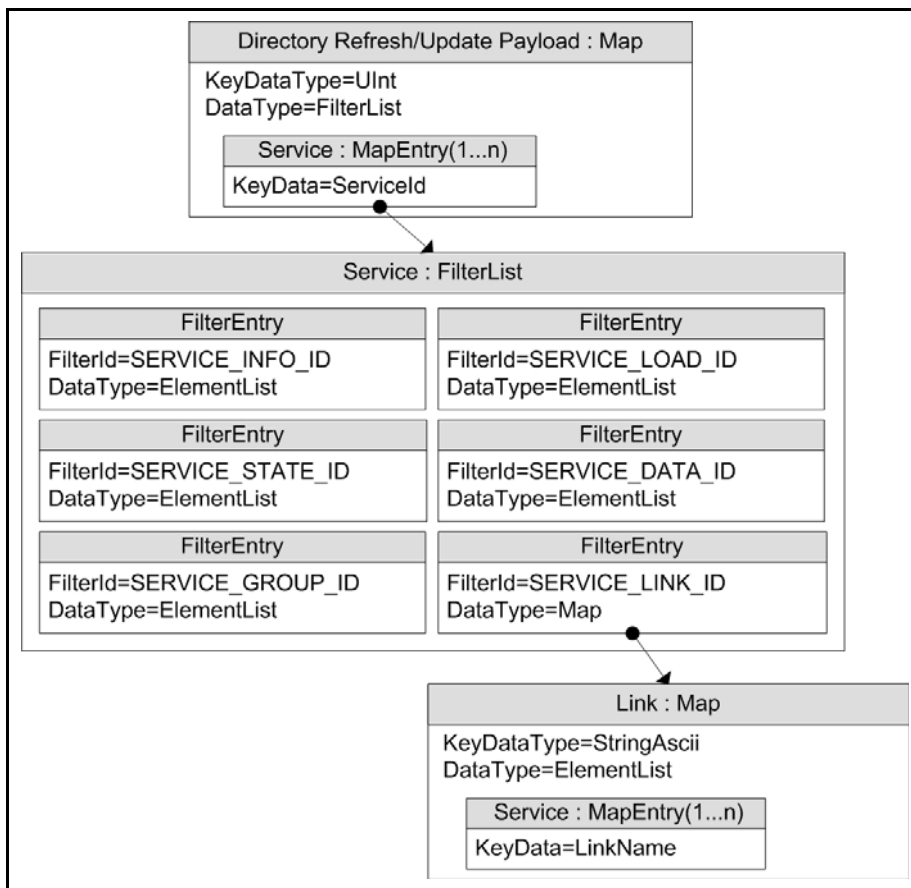 Directory Refresh/Update Payload : Map
KeyDataType=UInt
DataType=FilterList
Service : MapEntry(1...n)
KeyData=ServiceId
Service : FilterList
FilterEntry
FilterId=SERVICE_INFO_ID
DataType=ElementList
FilterEntry
FilterId=SERVICE_LOAD_ID
DataType=ElementList
FilterEntry
FilterId=SERVICE_STATE_ID
DataType=ElementList
FilterEntry
FilterId=SERVICE_DATA_ID
DataType=ElementList
FilterEntry
FilterId=SERVICE_GROUP_ID
DataType=ElementList
FilterEntry
FilterId=SERVICE_LINK_ID
DataType=Map
Link : Map
KeyDataType=StringAscii
DataType=ElementList
Service : MapEntry(1...n)
KeyData=LinkName